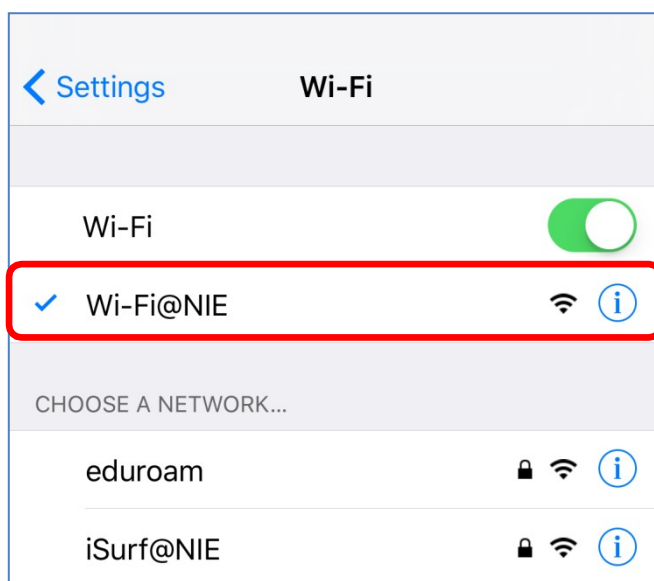 Settings Wi-Fi
Wi-Fi
Wi-Fi@NIE
CHOOSE A NETWORK...
eduroam
iSurf@NIE